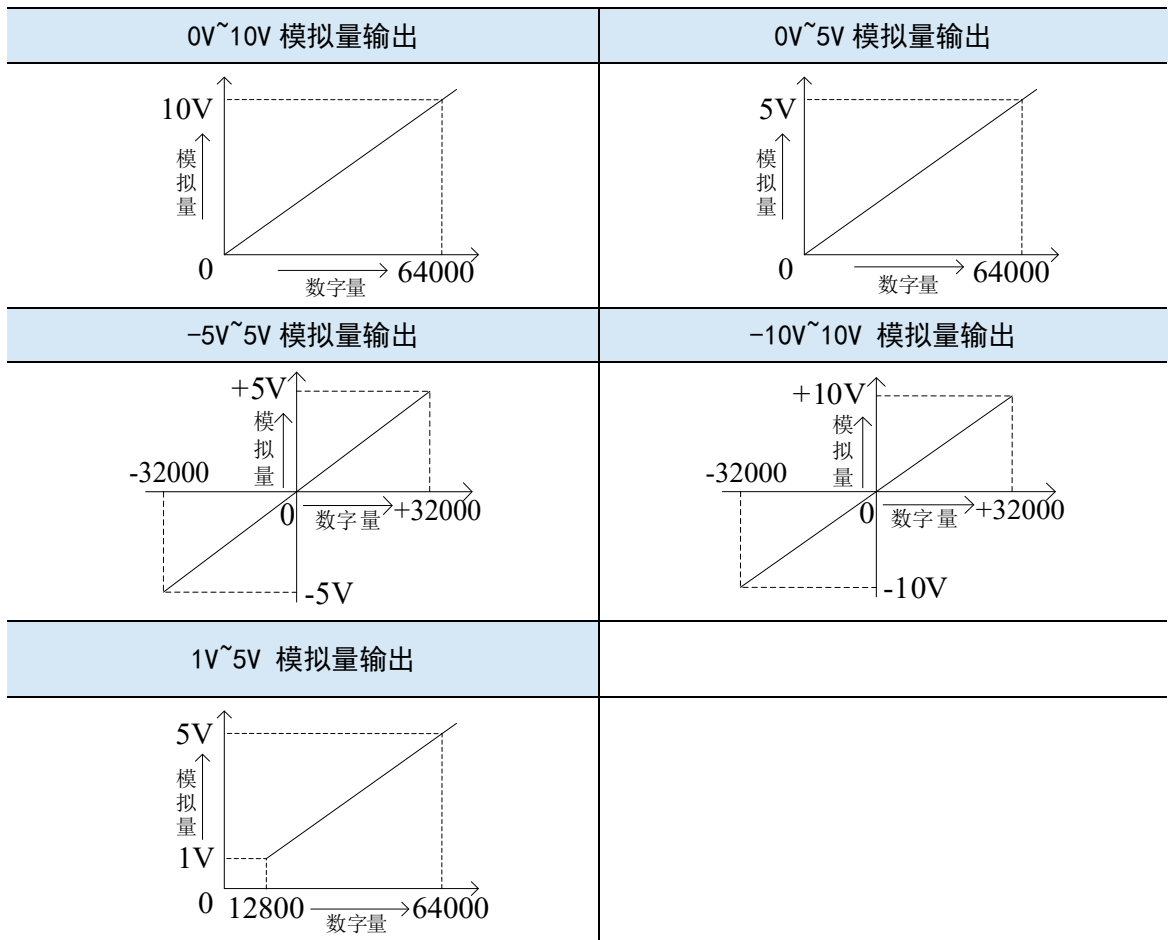 0V~10V 模拟量输出
0V~5V 模拟量输出
10V
模拟量
0
数字量
64000
5V
模拟量
0
数字量
64000
-5V~5V 模拟量输出
-10V~10V 模拟量输出
+5V
模拟量
-32000
0
数字量
+32000
-5V
+10V
模拟量
-32000
0
数字量
+32000
-10V
1V~5V 模拟量输出
5V
模拟量
1V
0
12800
数字量
64000